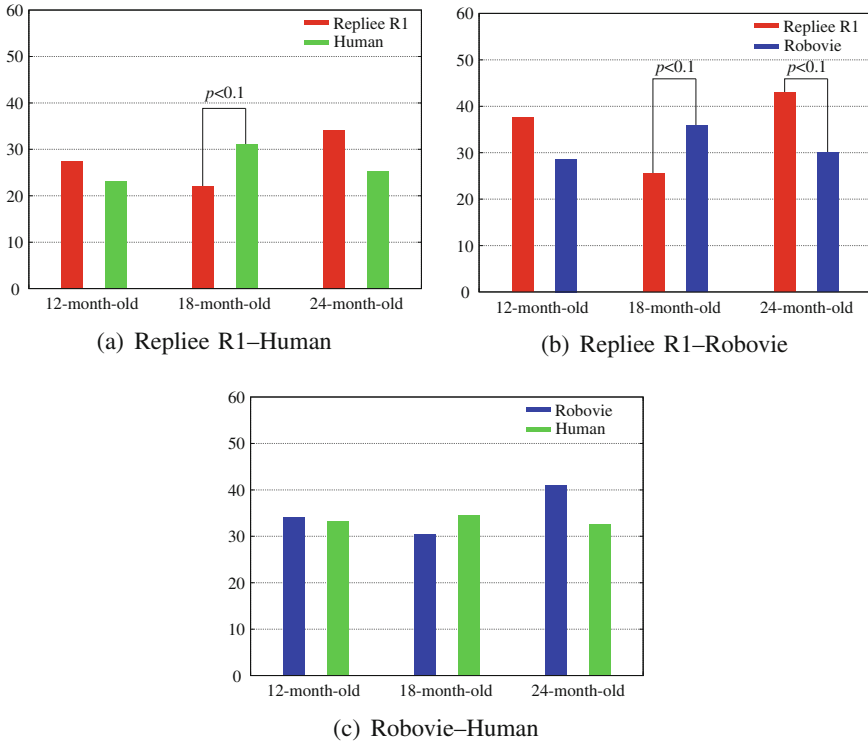 60
50
40
30
20
10
0
Repliee R1
Human
p<0.1
12-month-old 18-month-old 24-month-old
(a) Repliee R1–Human
60
50
40
30
20
10
0
Repliee R1
Robovie
p<0.1 p<0.1
12-month-old 18-month-old 24-month-old
(b) Repliee R1–Robovie
60
50
40
30
20
10
0
Robovie
Human
12-month-old 18-month-old 24-month-old
(c) Robovie–Human